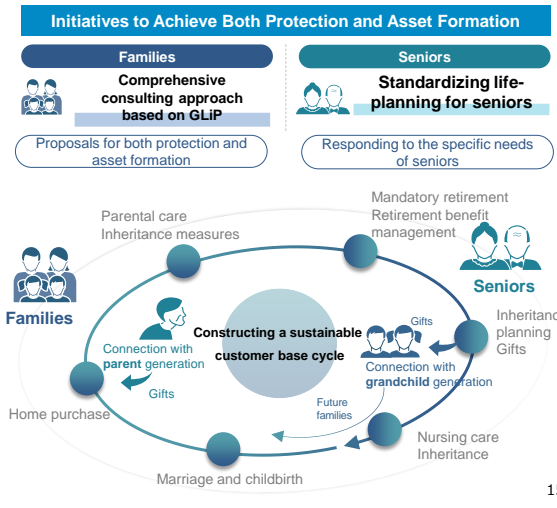 Initiatives to Achieve Both Protection and Asset Formation
Families
Seniors
Comprehensive
consulting approach
based on GLiP
Standardizing life-
planning for seniors
Proposals for both protection and
asset formation
Responding to the specific needs
of seniors
Mandatory retirement
Retirement benefit
management
Parental care
Inheritance measures
Families
Seniors
Inheritanc
planning
Gifts
Gifts
Constructing a sustainable
customer base cycle
Connection with
parent generation
Gifts
Connection with
grandchild generation
Future
families
Home purchase
Nursing care
Inheritance
Marriage and childbirth